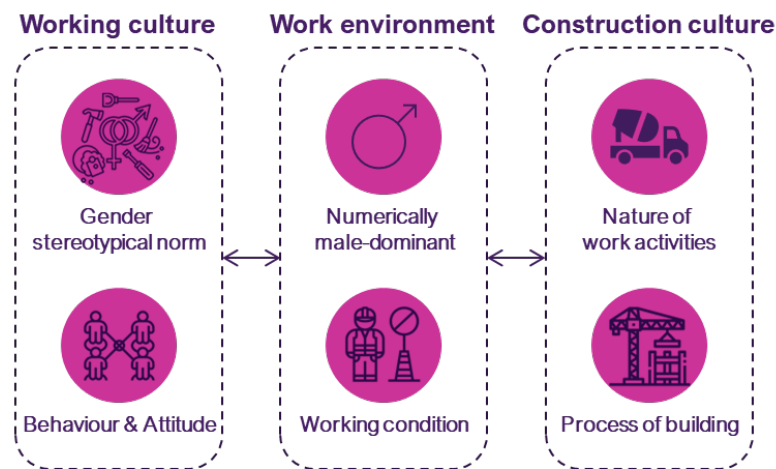 Working culture
Work environment
Construction culture
Gender
stereotypical norm
Numerically
male-dominant
Nature of
work activities
Behaviour & Attitude
Working condition
Process of building